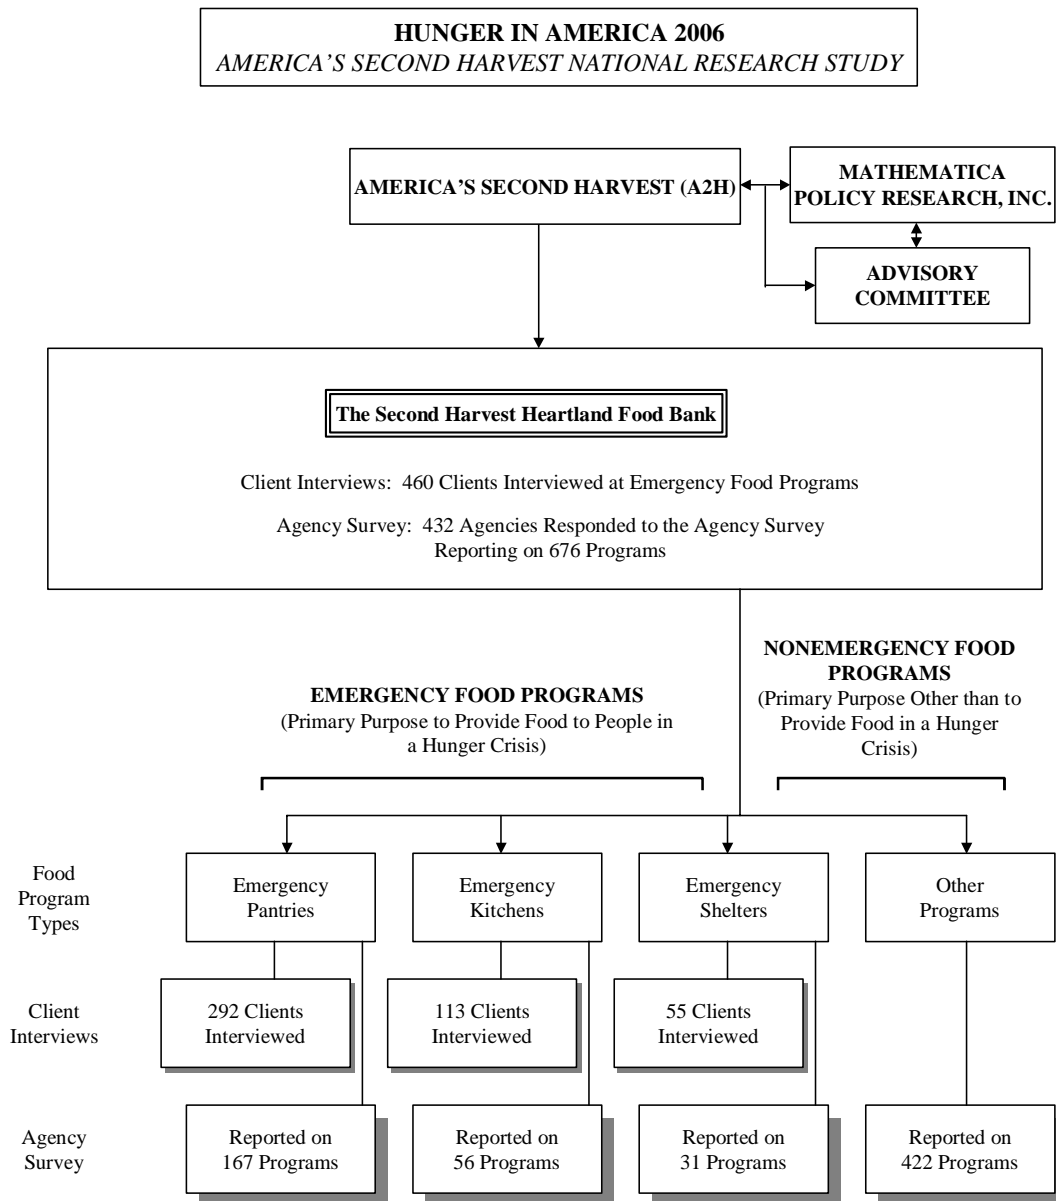 HUNGER IN AMERICA 2006
AMERICA'S SECOND HARVEST NATIONAL RESEARCH STUDY
AMERICA'S SECOND HARVEST (A2H)
MATHEMATICA
POLICY RESEARCH, INC.
ADVISORY
COMMITTEE
The Second Harvest Heartland Food Bank
Client Interviews: 460 Clients Interviewed at Emergency Food Programs
Agency Survey: 432 Agencies Responded to the Agency Survey
Reporting on 676 Programs
EMERGENCY FOOD PROGRAMS
(Primary Purpose to Provide Food to People in
a Hunger Crisis)
NONEMERGENCY FOOD
PROGRAMS
(Primary Purpose Other than to
Provide Food in a Hunger
Crisis)
Food
Program
Types
Emergency
Pantries
Emergency
Kitchens
Emergency
Shelters
Other
Programs
Client
Interviews
292 Clients
Interviewed
113 Clients
Interviewed
55 Clients
Interviewed
Agency
Survey
Reported on
167 Programs
Reported on
56 Programs
Reported on
31 Programs
Reported on
422 Programs